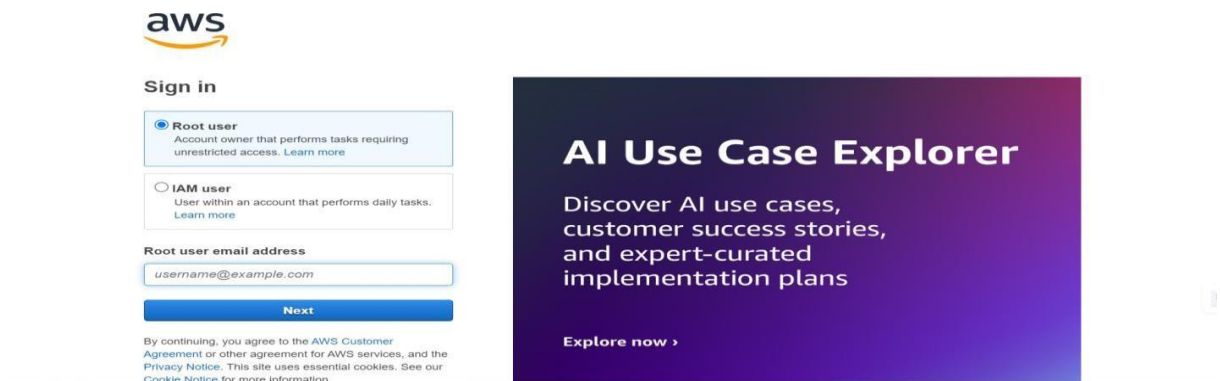 aws
Sign in
Root user
Account owner that performs tasks requiring
unrestricted access. Learn more
IAM user
User within an account that performs daily tasks.
Learn more
Root user email address
username@example.com
Next
By continuing, you agree to the AWS Customer
Agreement or other agreement for AWS services, and the
Privacy Notice. This site uses essential cookies. See our
Cookie Notice for more information.
AI Use Case Explorer
Discover AI use cases,
customer success stories,
and expert-curated
implementation plans
Explore now ›